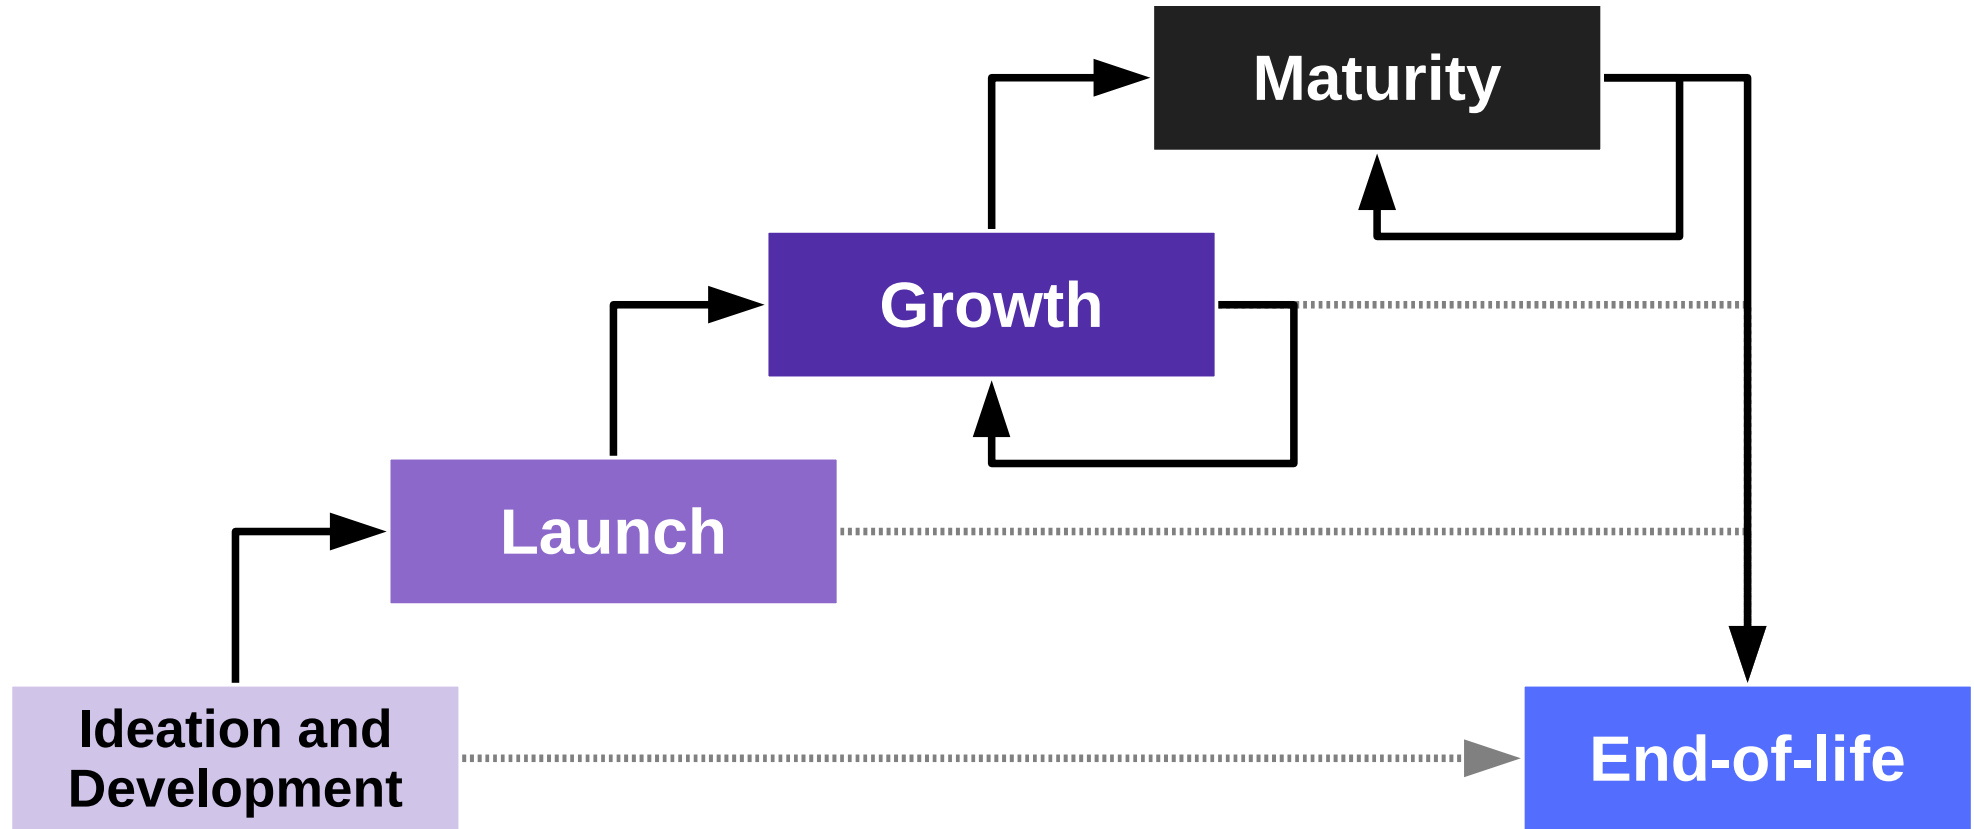 Maturity
Growth
Launch
Ideation and
Development
End-of-life